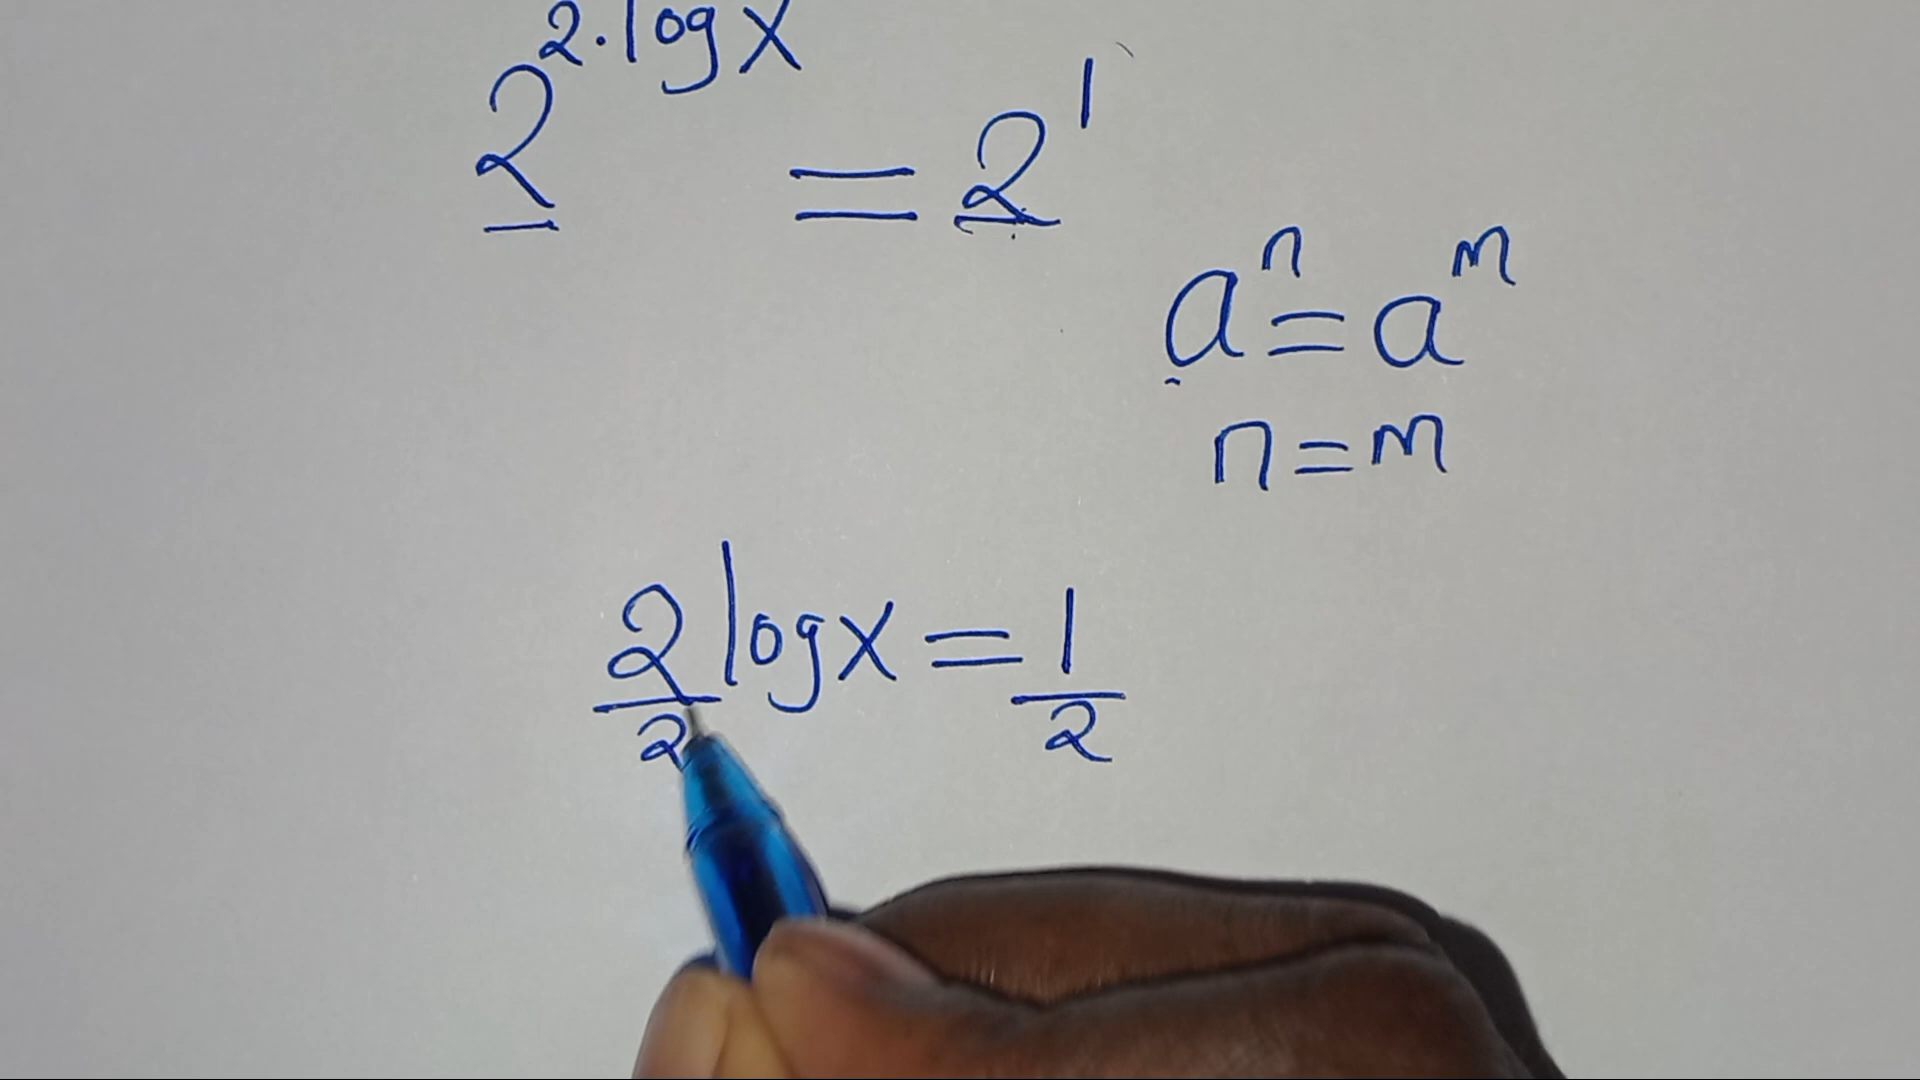 2^{2.log x} = 2^1
a^n = a^m
n = m
2/2 log x = 1/2